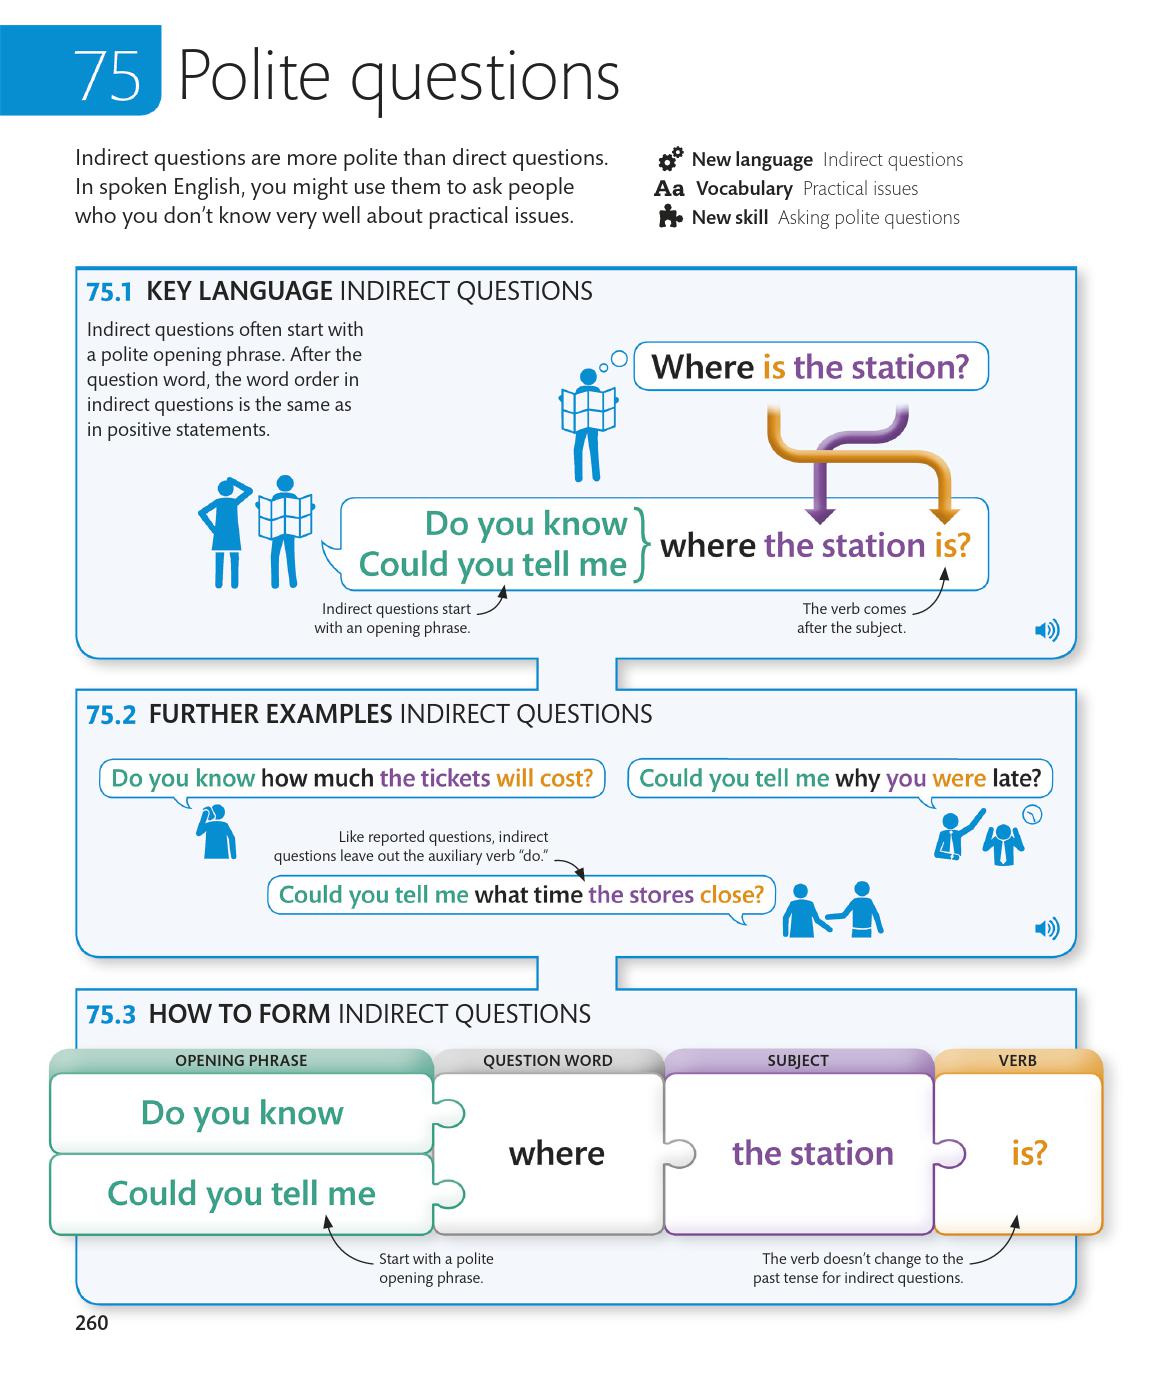 75 Polite questions
Indirect questions are more polite than direct questions.
In spoken English, you might use them to ask people
who you don’t know very well about practical issues.
New language Indirect questions
Aa Vocabulary Practical issues
New skill Asking polite questions
75.1 KEY LANGUAGE INDIRECT QUESTIONS
Indirect questions often start with
a polite opening phrase. After the
question word, the word order in
indirect questions is the same as
in positive statements.
Where is the station?
Do you know
Could you tell me
where the station is?
Indirect questions start
with an opening phrase.
The verb comes
after the subject.
75.2 FURTHER EXAMPLES INDIRECT QUESTIONS
Do you know how much the tickets will cost?
Could you tell me why you were late?
Like reported questions, indirect
questions leave out the auxiliary verb “do.”
Could you tell me what time the stores close?
75.3 HOW TO FORM INDIRECT QUESTIONS
OPENING PHRASE
QUESTION WORD
SUBJECT
VERB
Do you know
Could you tell me
where
the station
is?
Start with a polite
opening phrase.
The verb doesn’t change to the
past tense for indirect questions.
260